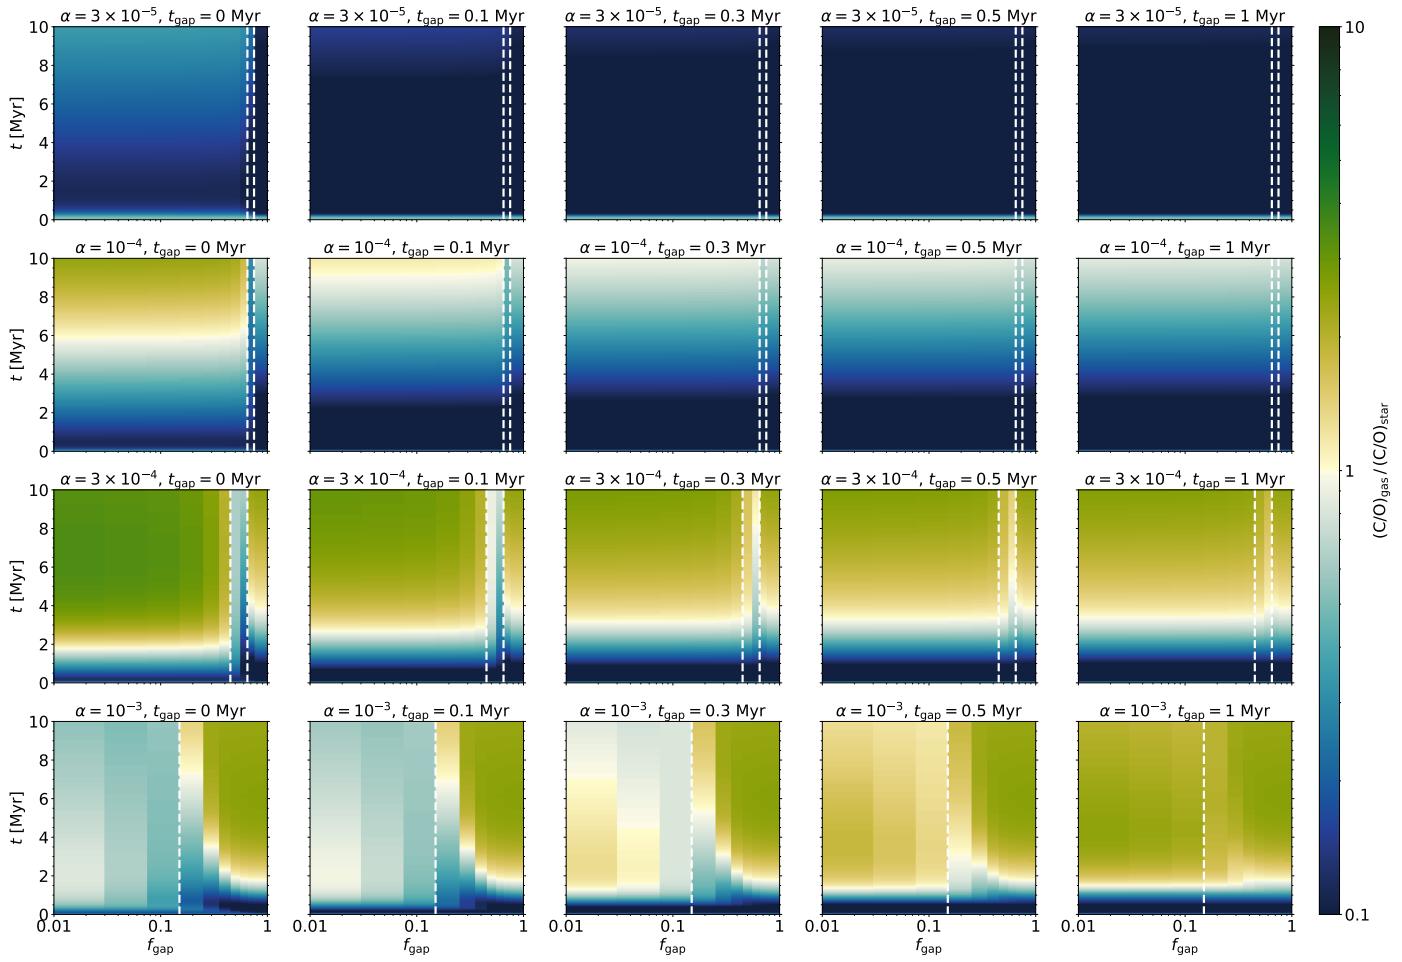 α = 3 × 10⁻⁵, t_gap = 0 Myr
α = 3 × 10⁻⁵, t_gap = 0.1 Myr
α = 3 × 10⁻⁵, t_gap = 0.3 Myr
α = 3 × 10⁻⁵, t_gap = 0.5 Myr
α = 3 × 10⁻⁵, t_gap = 1 Myr
10
8
6
4
2
0
t [Myr]
α = 10⁻⁴, t_gap = 0 Myr
α = 10⁻⁴, t_gap = 0.1 Myr
α = 10⁻⁴, t_gap = 0.3 Myr
α = 10⁻⁴, t_gap = 0.5 Myr
α = 10⁻⁴, t_gap = 1 Myr
10
8
6
4
2
0
t [Myr]
α = 3 × 10⁻⁴, t_gap = 0 Myr
α = 3 × 10⁻⁴, t_gap = 0.1 Myr
α = 3 × 10⁻⁴, t_gap = 0.3 Myr
α = 3 × 10⁻⁴, t_gap = 0.5 Myr
α = 3 × 10⁻⁴, t_gap = 1 Myr
10
8
6
4
2
0
t [Myr]
α = 10⁻³, t_gap = 0 Myr
α = 10⁻³, t_gap = 0.1 Myr
α = 10⁻³, t_gap = 0.3 Myr
α = 10⁻³, t_gap = 0.5 Myr
α = 10⁻³, t_gap = 1 Myr
10
8
6
4
2
0
t [Myr]
0.01 0.1 1
0.01 0.1 1
0.01 0.1 1
0.01 0.1 1
0.01 0.1 1
f_gap
f_gap
f_gap
f_gap
f_gap
10
1
0.1
(C/O)_gas / (C/O)_star